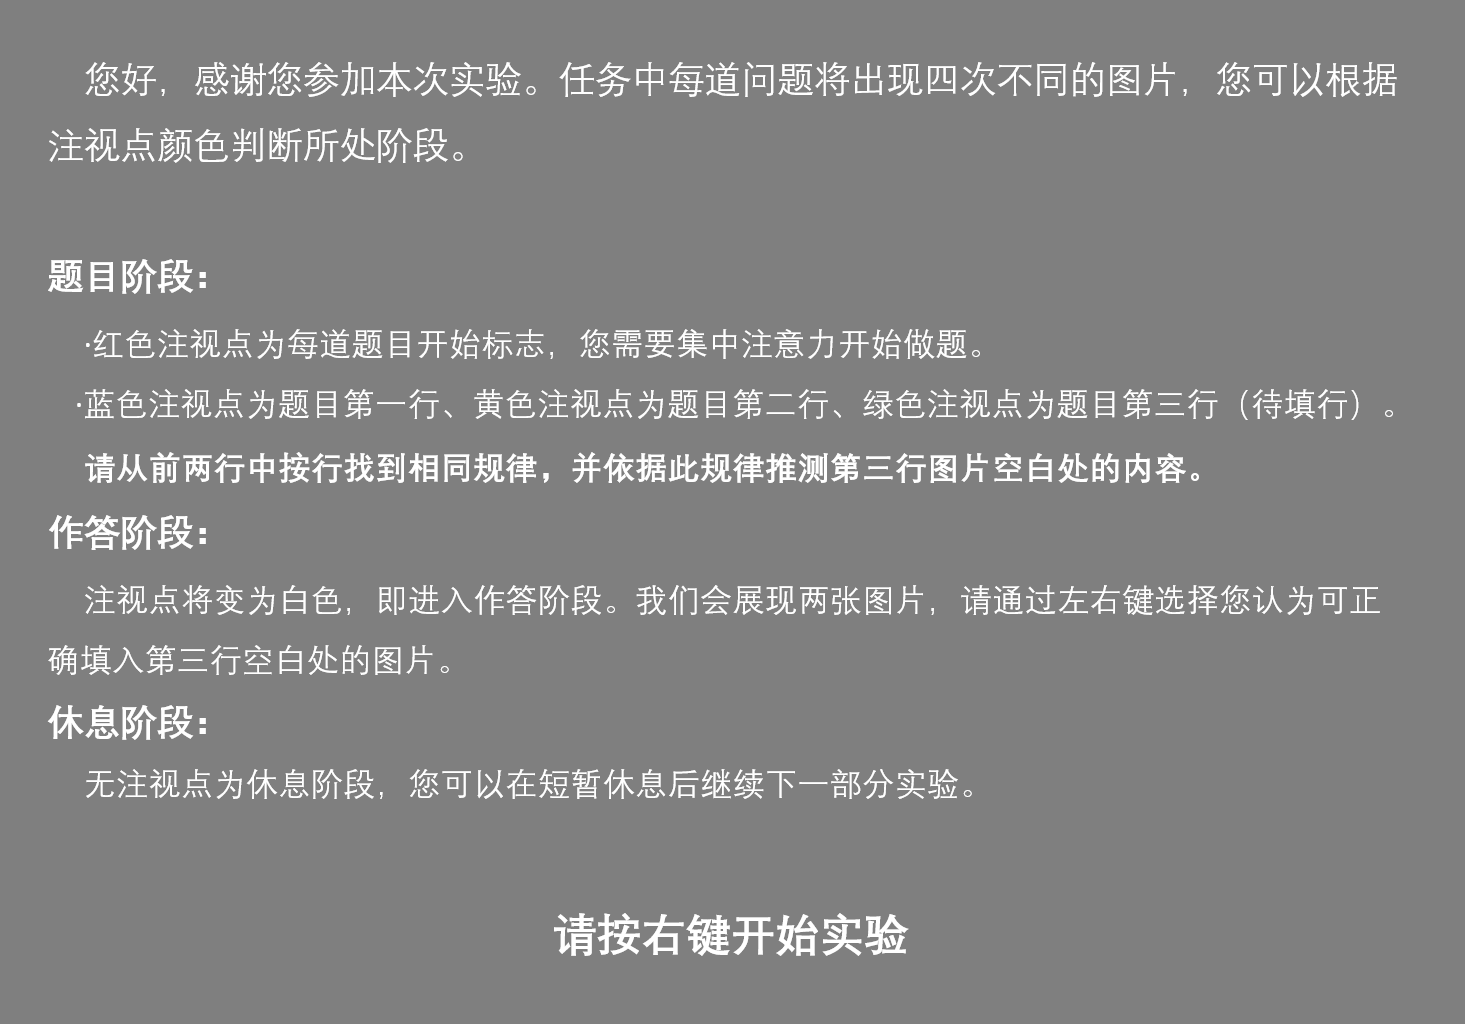 您好，感谢您参加本次实验。任务中每道问题将出现四次不同的图片，您可以根据
注视点颜色判断所处阶段。
题目阶段：
·红色注视点为每道题目开始标志，您需要集中注意力开始做题。
·蓝色注视点为题目第一行、黄色注视点为题目第二行、绿色注视点为题目第三行（待填行）。
请从前两行中按行找到相同规律，并依据此规律推测第三行图片空白处的内容。
作答阶段：
注视点将变为白色，即进入作答阶段。我们会展现两张图片，请通过左右键选择您认为可正
确填入第三行空白处的图片。
休息阶段：
无注视点为休息阶段，您可以在短暂休息后继续下一部分实验。
请按右键开始实验